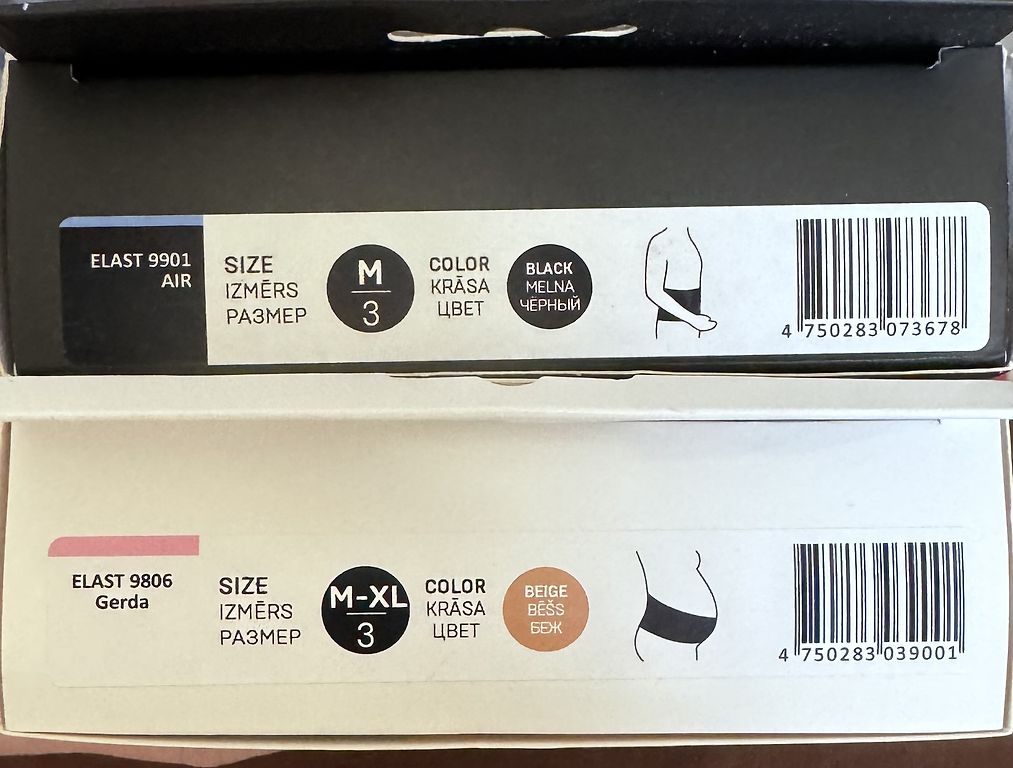 ELAST 9901
AIR
SIZE
IZMĒRS
РАЗМЕР
M
3
COLOR
KRĀSA
ЦВЕТ
BLACK
MELNA
ЧЁРНЫЙ
4 750283 073678
ELAST 9806
Gerda
SIZE
IZMĒRS
РАЗМЕР
M-XL
3
COLOR
KRĀSA
ЦВЕТ
BEIGE
BĒŠS
БЕЖ
4 750283 039001